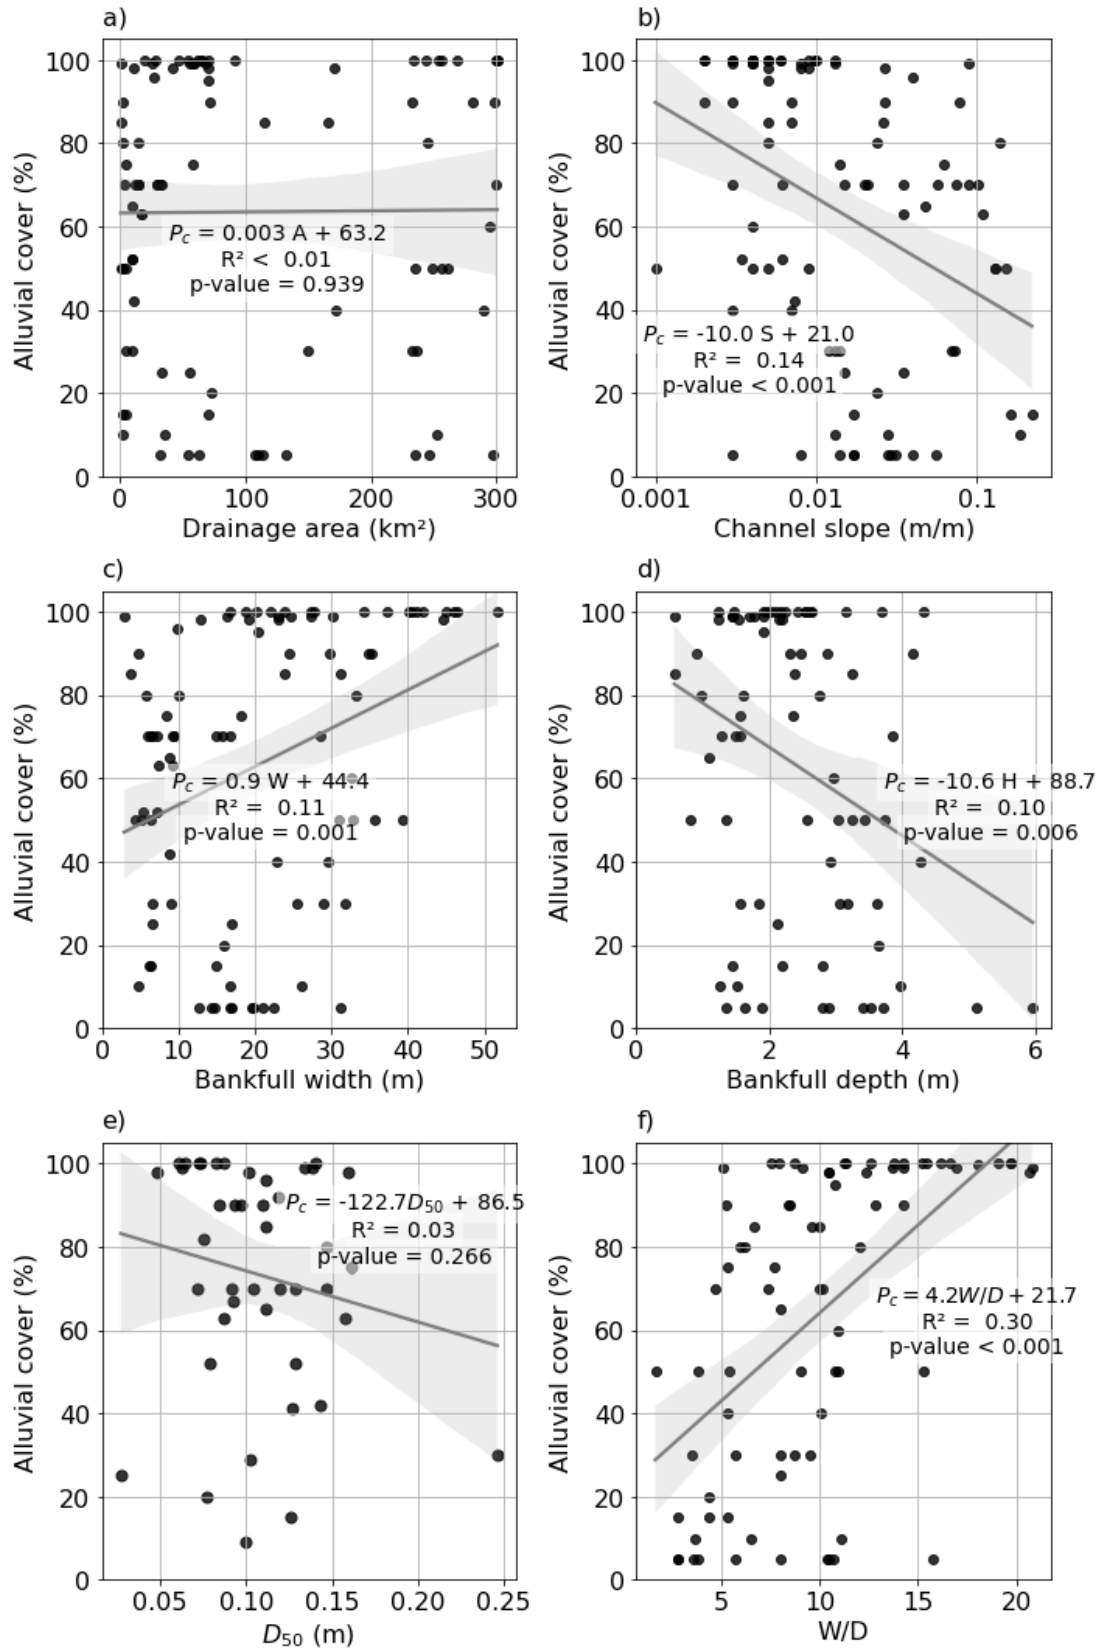 a)
100
80
60
40
20
0
Alluvial cover (%)
P_c = 0.003 A + 63.2
R² < 0.01
p-value = 0.939
0 100 200 300
Drainage area (km²)
b)
100
80
60
40
20
0
Alluvial cover (%)
P_c = -10.0 S + 21.0
R² = 0.14
p-value < 0.001
0.001 0.01 0.1
Channel slope (m/m)
c)
100
80
60
40
20
0
Alluvial cover (%)
P_c = 0.9 W + 44.4
R² = 0.11
p-value = 0.001
0 10 20 30 40 50
Bankfull width (m)
d)
100
80
60
40
20
0
Alluvial cover (%)
P_c = -10.6 H + 88.7
R² = 0.10
p-value = 0.006
0 2 4 6
Bankfull depth (m)
e)
100
80
60
40
20
0
Alluvial cover (%)
P_c = -122.7D_50 + 86.5
R² = 0.03
p-value = 0.266
0.05 0.10 0.15 0.20 0.25
D_50 (m)
f)
100
80
60
40
20
0
Alluvial cover (%)
P_c = 4.2W/D + 21.7
R² = 0.30
p-value < 0.001
5 10 15 20
W/D